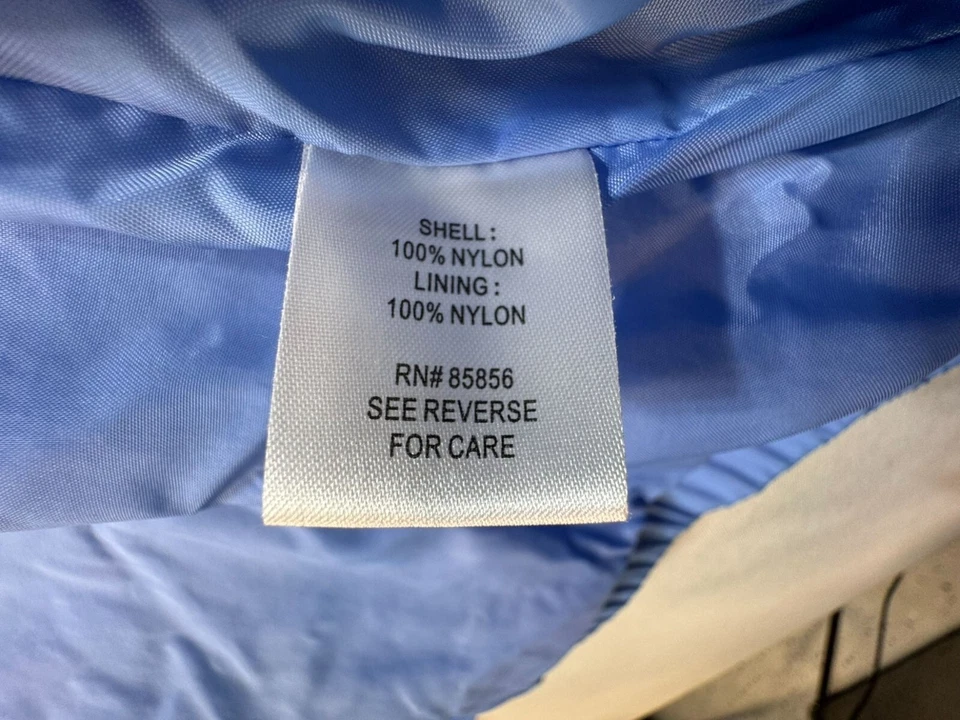 SHELL :
100% NYLON
LINING :
100% NYLON
RN# 85856
SEE REVERSE
FOR CARE